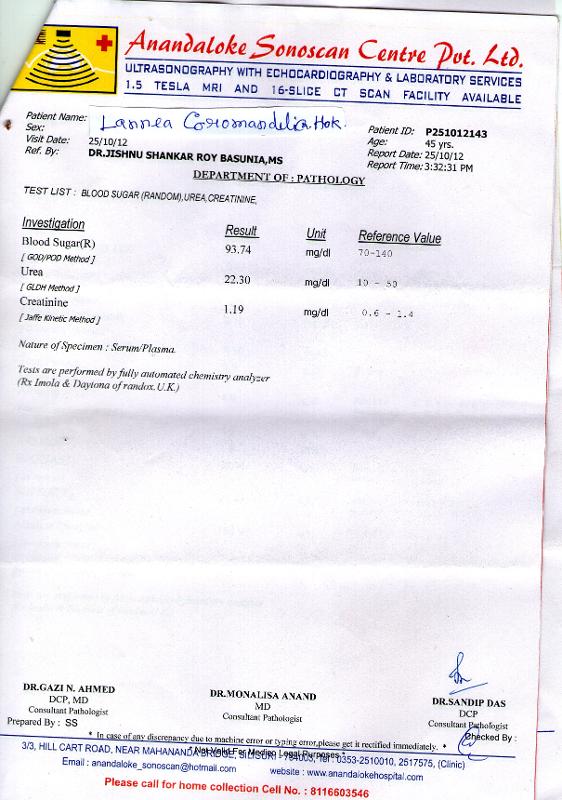 Anandaloke Sonoscan Centre Pvt. Ltd.
ULTRASONOGRAPHY WITH ECHOCARDIOGRAPHY & LABORATORY SERVICES
1.5 TESLA MRI AND 16-SLICE CT SCAN FACILITY AVAILABLE
Patient Name: Lannea Coromandelia Hok. Patient ID: P251012143
Sex: Age: 45 yrs.
Visit Date: 25/10/12 Report Date: 25/10/12
Ref. By: DR.JISHNU SHANKAR ROY BASUNIA,MS Report Time: 3:32:31 PM
DEPARTMENT OF : PATHOLOGY
TEST LIST : BLOOD SUGAR (RANDOM),UREA,CREATININE,
Investigation Result Unit Reference Value
Blood Sugar(R) 93.74 mg/dl 70-140
[ GOD/POD Method ]
Urea 22.30 mg/dl 10 - 50
[ GLDH Method ]
Creatinine 1.19 mg/dl 0.6 - 1.4
[ Jaffe Kinetic Method ]
Nature of Specimen : Serum/Plasma.
Tests are performed by fully automated chemistry analyzer
(Rx Imola & Daytona of randox.U.K.)
DR.GAZI N. AHMED DR.MONALISA ANAND DR.SANDIP DAS
DCP, MD MD DCP
Consultant Pathologist Consultant Pathologist Consultant Pathologist
Prepared By : SS Checked By :
* In case of any discrepancy due to machine error or typing error,please get it rectified immediately. *
* Not Valid For Medico Legal Purposes *
3/3, HILL CART ROAD, NEAR MAHANANDA BRIDGE, SILIGURI - 734003, Tel : 0353-2510010, 2517575, (Clinic)
Email : anandaloke_sonoscan@hotmail.com website : www.anandalokehospital.com
Please call for home collection Cell No. : 8116603546